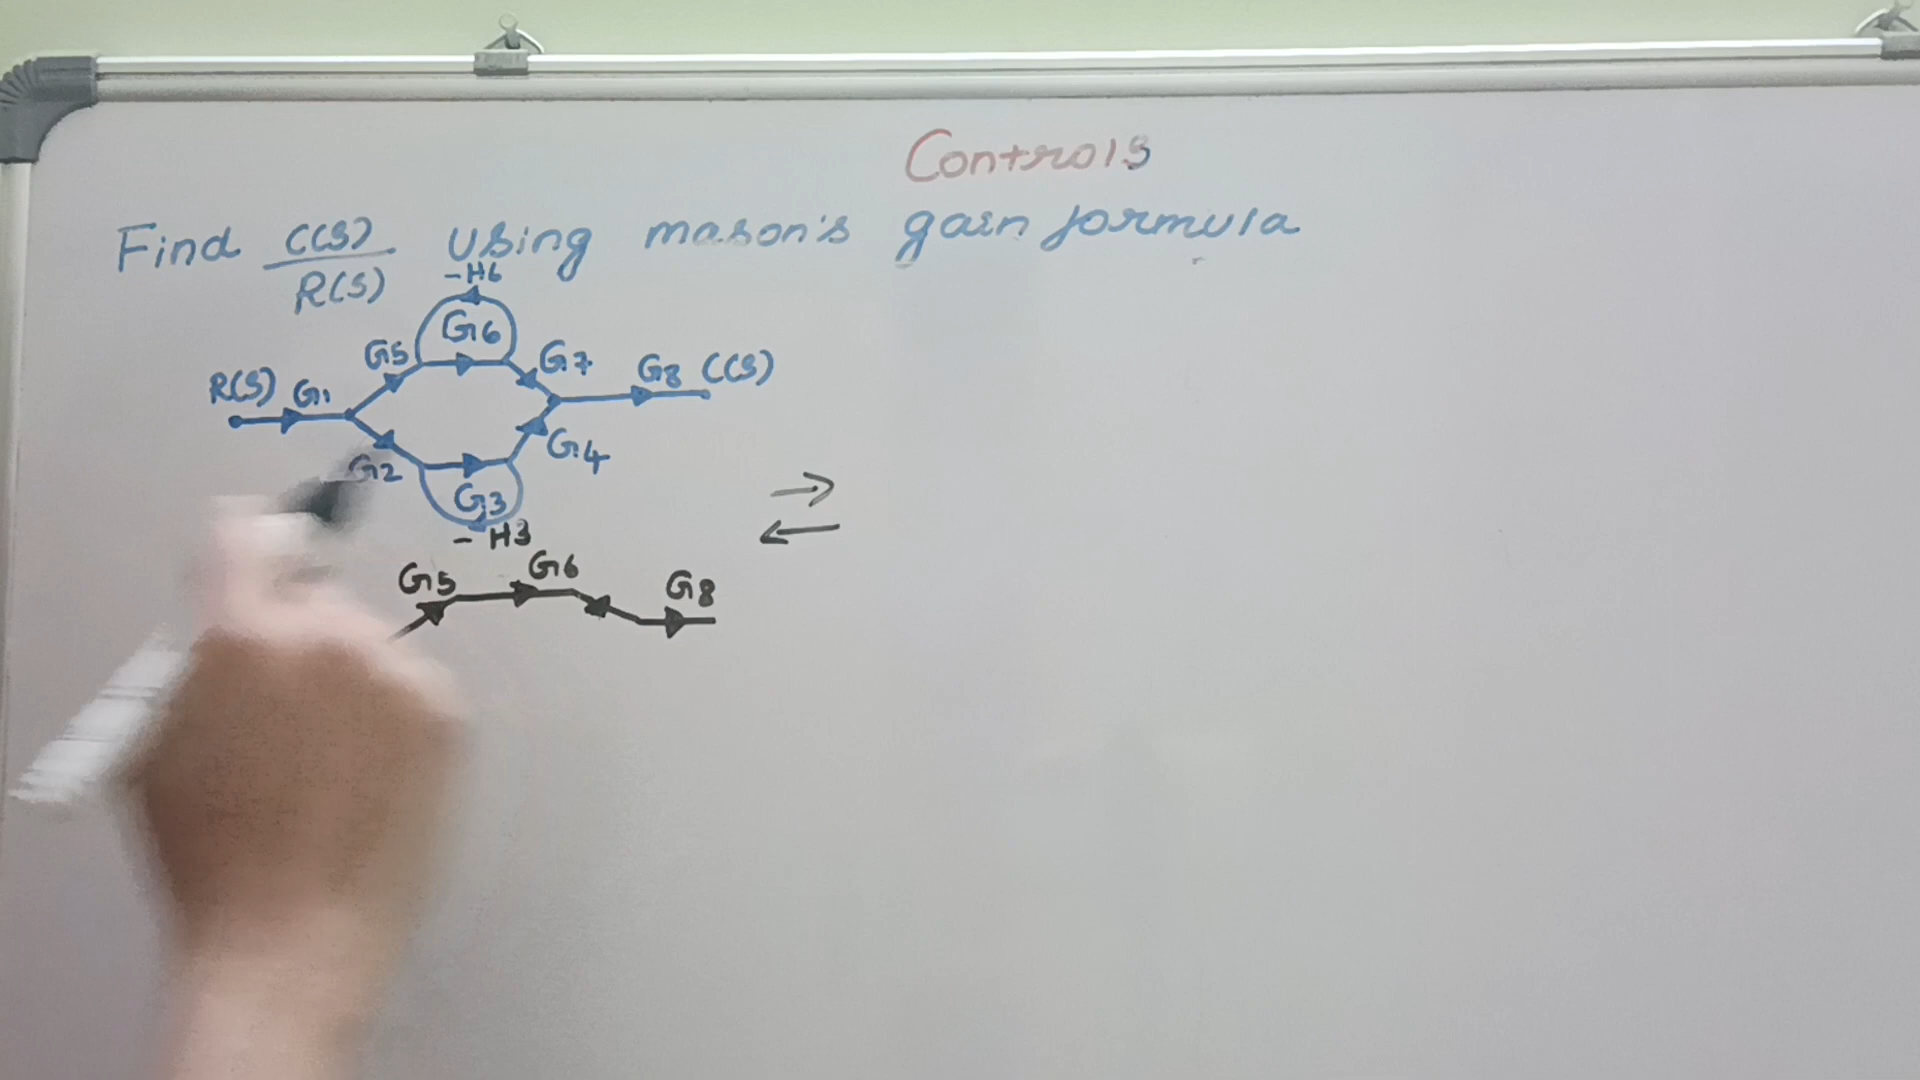 Controls
Find C(S)/R(S) using mason's gain formula
-H6
G6
G5 G7
R(S) G1 G8 C(S)
G2 G4
G3
-H3
G5 G6 G8